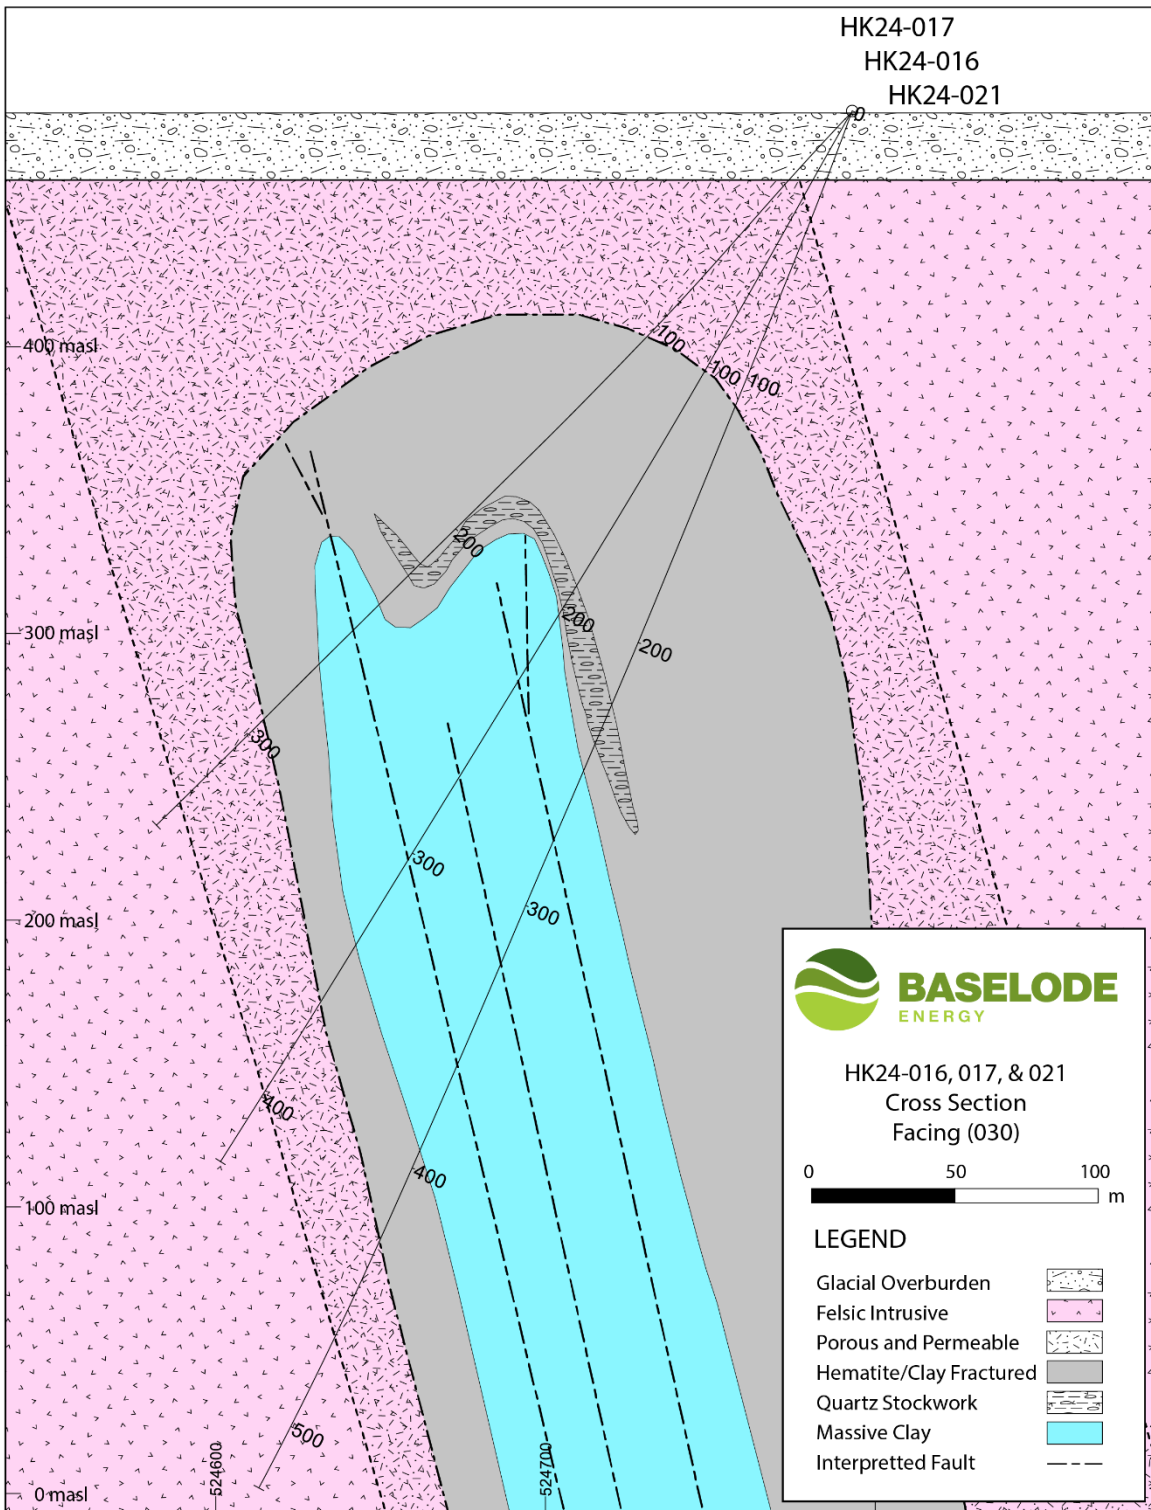 HK24-017
HK24-016
HK24-021
0
100
100
100
400 masl
200
200
300 masl
200
300
300
300
200 masl
400
400
100 masl
500
524600
524700
0 masl
BASELODE
ENERGY
HK24-016, 017, & 021
Cross Section
Facing (030)
0 50 100
m
LEGEND
Glacial Overburden
Felsic Intrusive
Porous and Permeable
Hematite/Clay Fractured
Quartz Stockwork
Massive Clay
Interpretted Fault